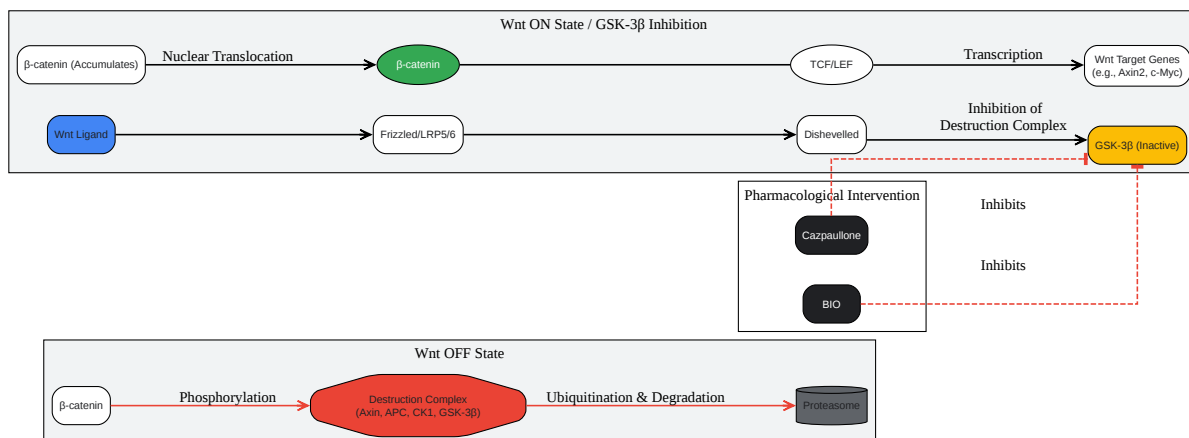 Wnt ON State / GSK-3β Inhibition
β-catenin (Accumulates)
Nuclear Translocation
β-catenin
TCF/LEF
Transcription
Wnt Target Genes
(e.g., Axin2, c-Myc)
Wnt Ligand
Frizzled/LRP5/6
Dishevelled
Inhibition of
Destruction Complex
GSK-3β (Inactive)
Pharmacological Intervention
Cazpaullone
Inhibits
BIO
Inhibits
Wnt OFF State
β-catenin
Phosphorylation
Destruction Complex
(Axin, APC, CK1, GSK-3β)
Ubiquitination & Degradation
Proteasome